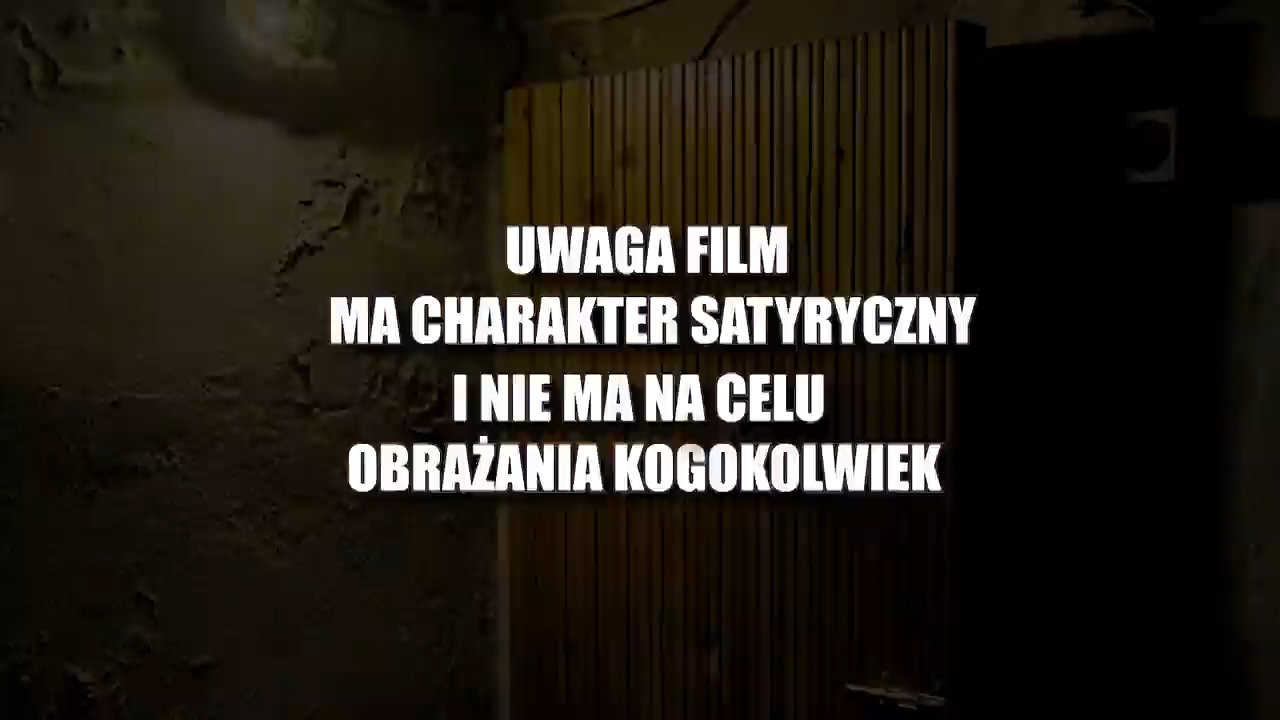 UWAGA FILM
MA CHARAKTER SATYRYCZNY
I NIE MA NA CELU
OBRAŻANIA KOGOKOLWIEK